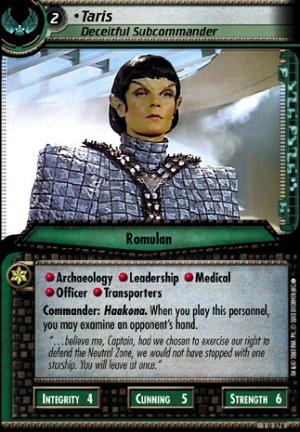 2
•Taris
Deceitful Subcommander
Romulan
•Archaeology •Leadership •Medical
•Officer •Transporters
Commander: Haakona. When you play this personnel,
you may examine an opponent's hand.
"...believe me, Captain, had we chosen to exercise our right to
defend the Neutral Zone, we would not have stopped with one
starship. You will leave us now."
INTEGRITY 4 CUNNING 5 STRENGTH 6